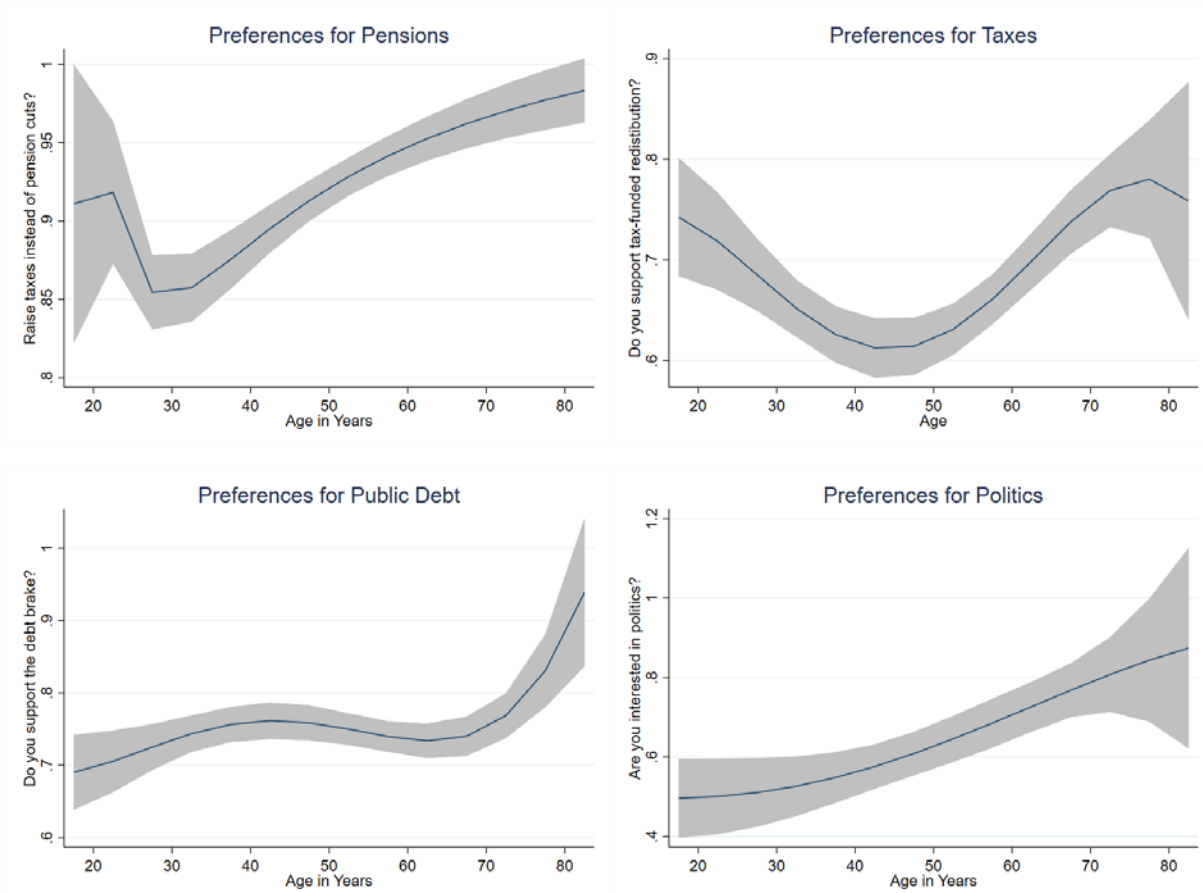 Preferences for Pensions
Raise taxes instead of pension cuts?
1
.95
.9
.85
.8
20 30 40 50 60 70 80
Age in Years
Preferences for Taxes
Do you support tax-funded redistibution?
.9
.8
.7
.6
20 30 40 50 60 70 80
Age
Preferences for Public Debt
Do you support the debt brake?
1
.9
.8
.7
.6
20 30 40 50 60 70 80
Age in Years
Preferences for Politics
Are you interested in politics?
1.2
1
.8
.6
.4
20 30 40 50 60 70 80
Age in Years